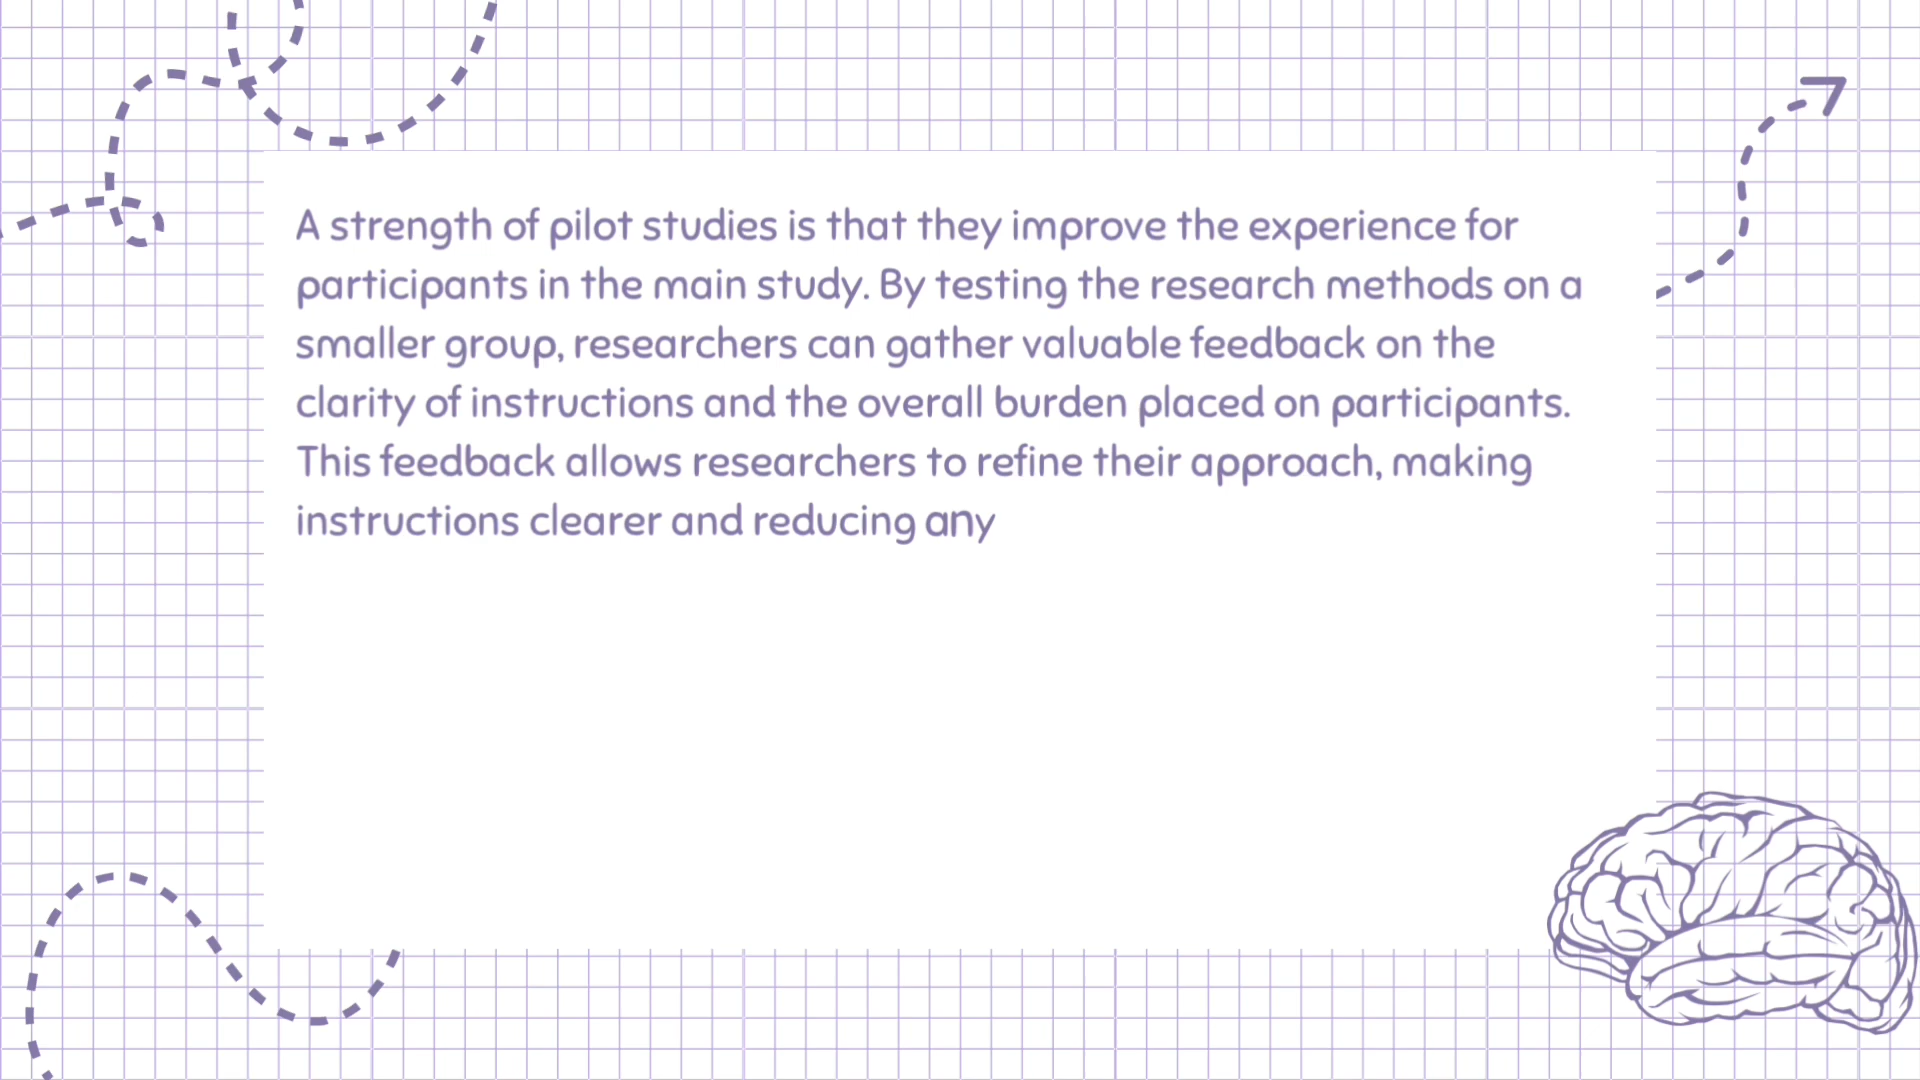 A strength of pilot studies is that they improve the experience for
participants in the main study. By testing the research methods on a
smaller group, researchers can gather valuable feedback on the
clarity of instructions and the overall burden placed on participants.
This feedback allows researchers to refine their approach, making
instructions clearer and reducing any